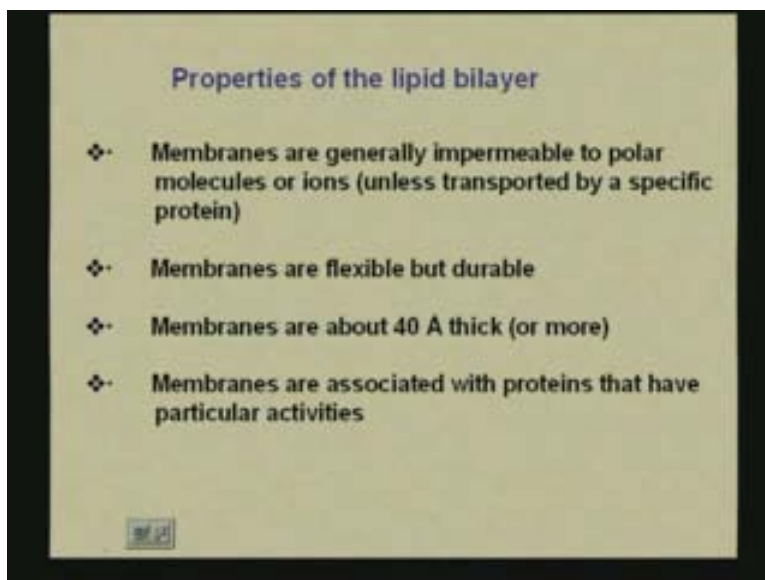 Properties of the lipid bilayer
Membranes are generally impermeable to polar
molecules or ions (unless transported by a specific
protein)
Membranes are flexible but durable
Membranes are about 40 A thick (or more)
Membranes are associated with proteins that have
particular activities